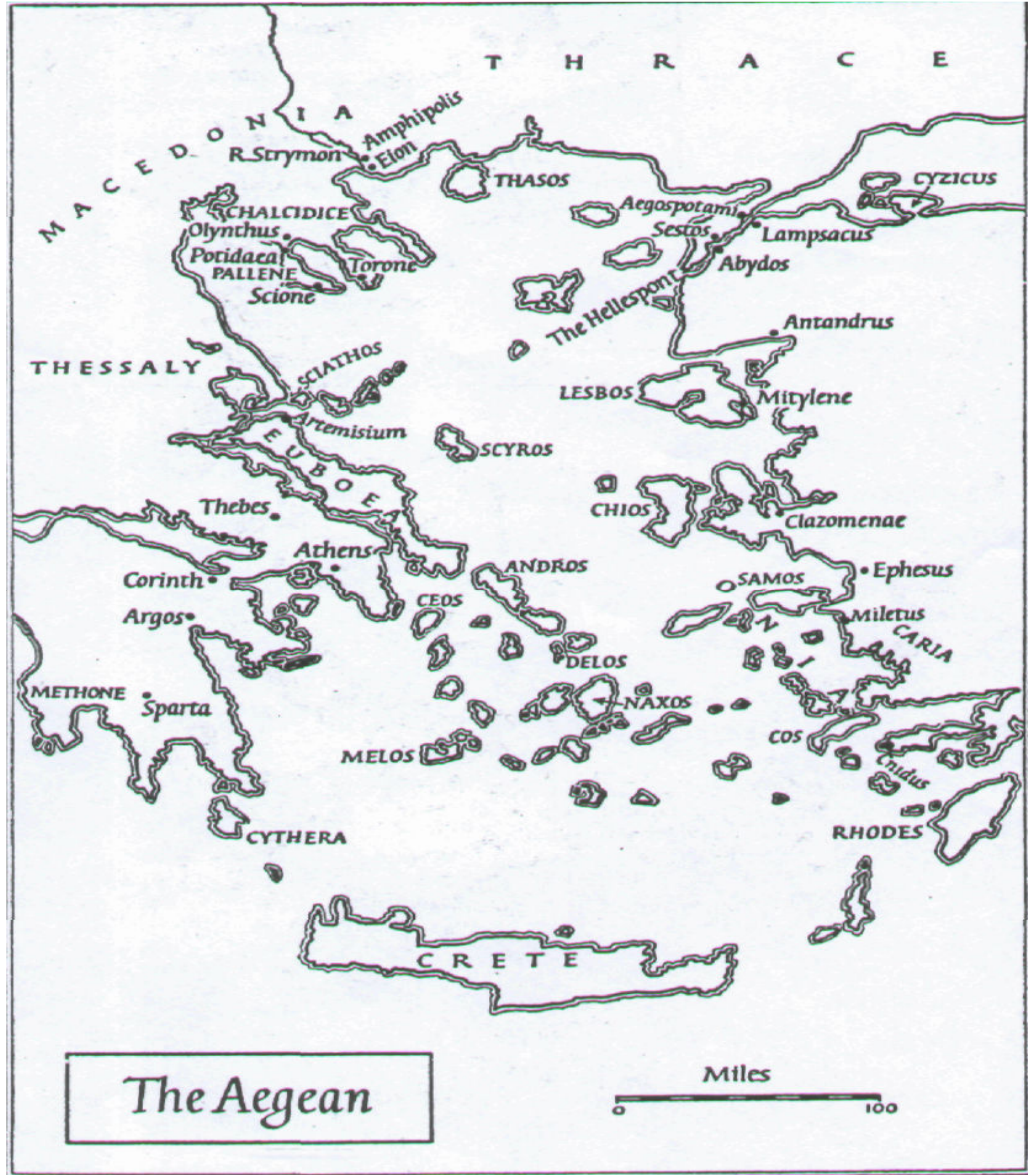 THRACE
MACEDONIA
Amphipolis
Eion
R. Strymon
THASOS
CYZICUS
CHALCIDICE
Aegospotami
Olynthus
Sestos
Lampsacus
Potidaea
Abydos
PALLENE
Torone
Scione
The Hellespont
Antandrus
THESSALY
SCIATHOS
LESBOS
Mitylene
Artemisium
EUBOEA
SCYROS
Thebes
CHIOS
Clazomenae
Athens
ANDROS
Corinth
SAMOS
Ephesus
CEOS
Argos
Miletus
CARIA
DELOS
NIA
METHONE
Sparta
NAXOS
COS
MELOS
Cnidus
CYTHERA
RHODES
CRETE
The Aegean
Miles
0 100